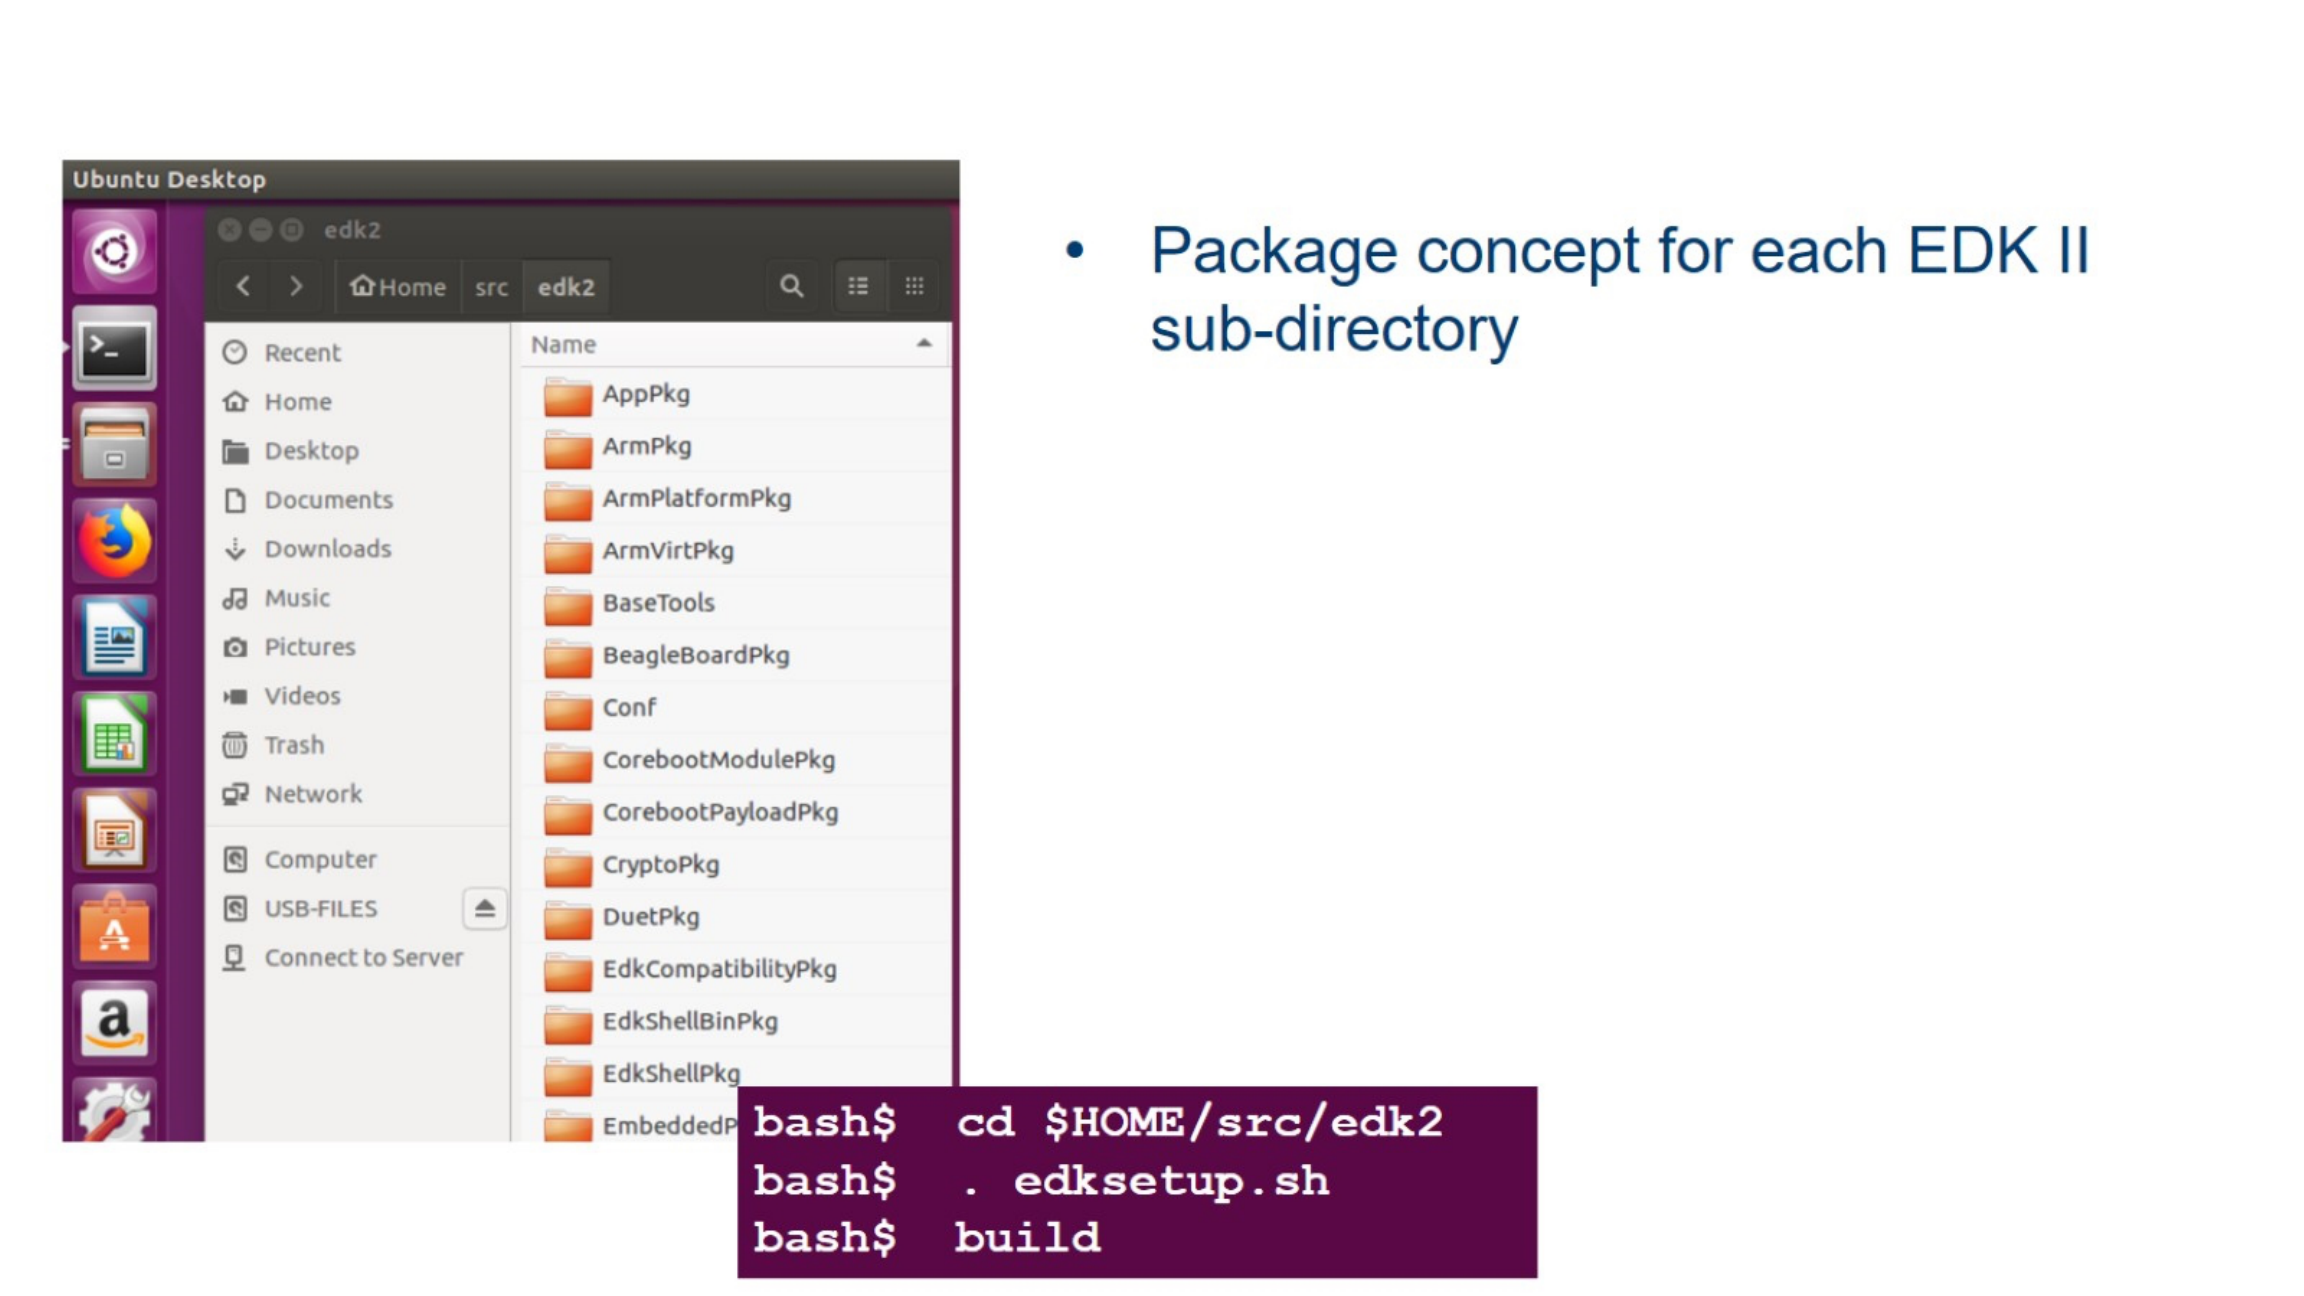 Ubuntu Desktop
edk2
Home src edk2
Recent
Home
Desktop
Documents
Downloads
Music
Pictures
Videos
Trash
Network
Computer
USB-FILES
Connect to Server
Name
AppPkg
ArmPkg
ArmPlatformPkg
ArmVirtPkg
BaseTools
BeagleBoardPkg
Conf
CorebootModulePkg
CorebootPayloadPkg
CryptoPkg
DuetPkg
EdkCompatibilityPkg
EdkShellBinPkg
EdkShellPkg
EmbeddedP
• Package concept for each EDK II
sub-directory
bash$ cd $HOME/src/edk2
bash$ . edksetup.sh
bash$ build